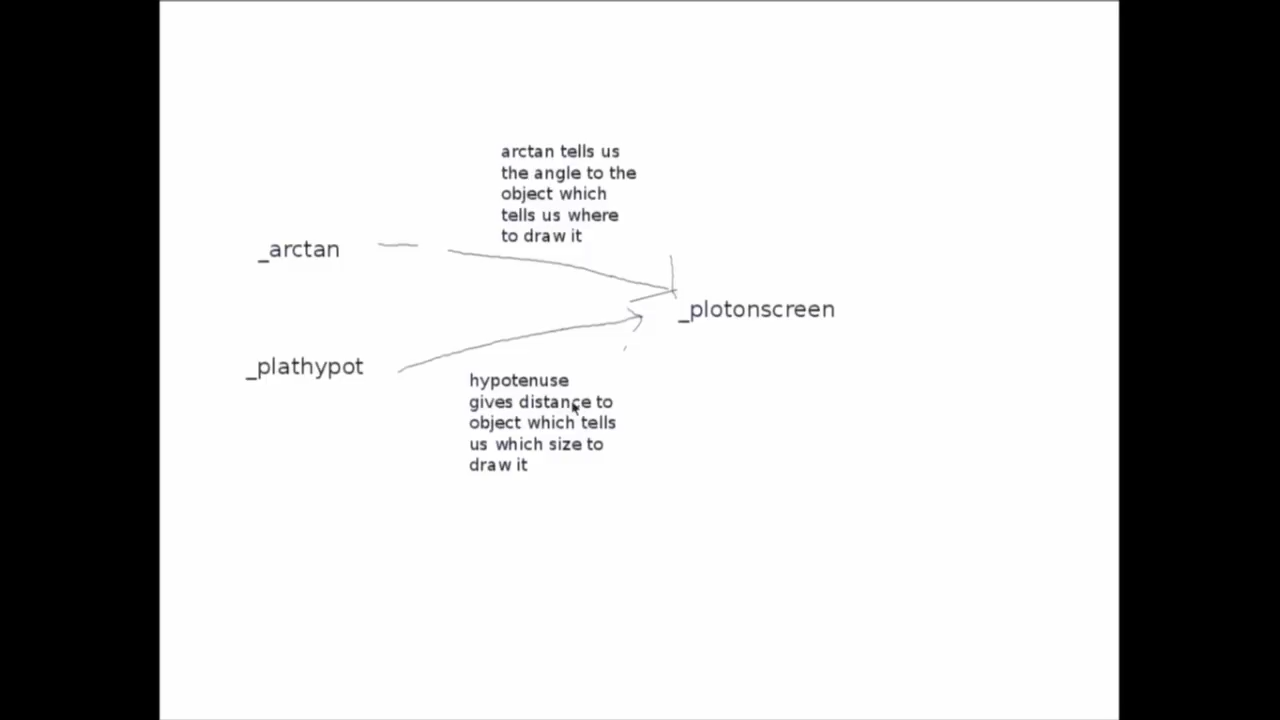 arctan tells us
the angle to the
object which
tells us where
to draw it
_arctan
_plotonscreen
_plathypot
hypotenuse
gives distance to
object which tells
us which size to
draw it